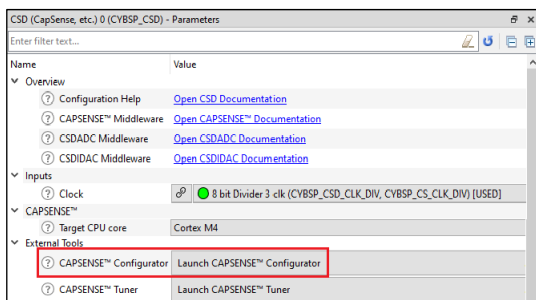 CSD (CapSense, etc.) 0 (CYBSP_CSD) - Parameters
Enter filter text...
Name Value
Overview
Configuration Help Open CSD Documentation
CAPSENSE™ Middleware Open CAPSENSE™ Documentation
CSDADC Middleware Open CSDADC Documentation
CSDIDAC Middleware Open CSDIDAC Documentation
Inputs
Clock 8 bit Divider 3 clk (CYBSP_CSD_CLK_DIV, CYBSP_CS_CLK_DIV) [USED]
CAPSENSE™
Target CPU core Cortex M4
External Tools
CAPSENSE™ Configurator Launch CAPSENSE™ Configurator
CAPSENSE™ Tuner Launch CAPSENSE™ Tuner